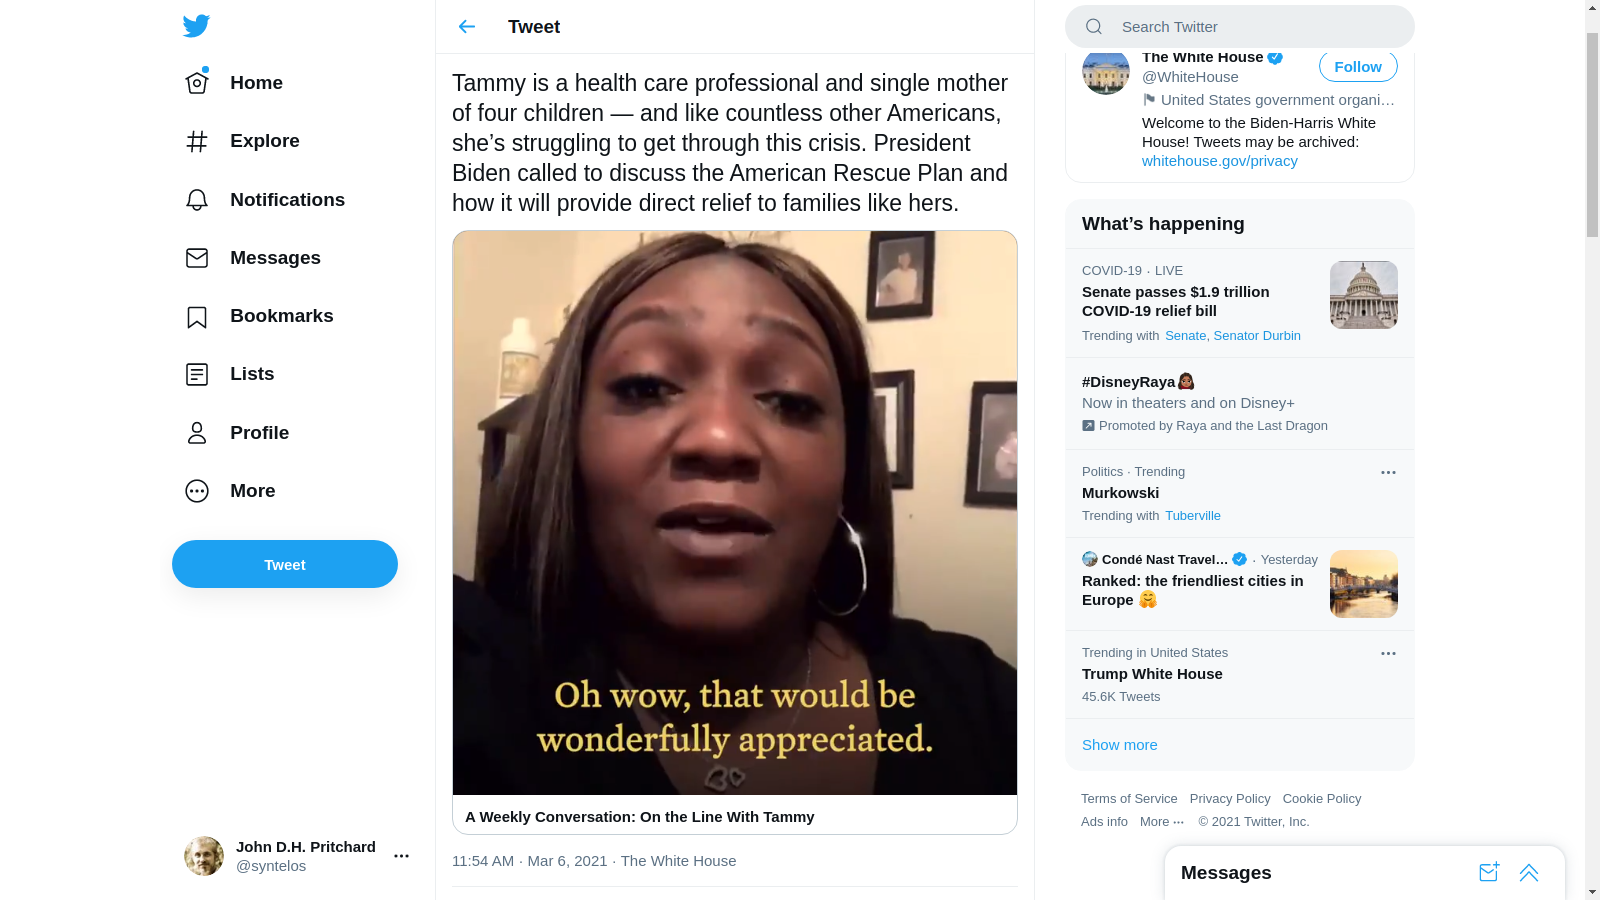 Home
Explore
Notifications
Messages
Bookmarks
Lists
Profile
More
Tweet
John D.H. Pritchard
@syntelos
Tweet
Tammy is a health care professional and single mother
of four children — and like countless other Americans,
she’s struggling to get through this crisis. President
Biden called to discuss the American Rescue Plan and
how it will provide direct relief to families like hers.
Oh wow, that would be
wonderfully appreciated.
A Weekly Conversation: On the Line With Tammy
11:54 AM · Mar 6, 2021 · The White House
Search Twitter
The White House
@WhiteHouse
Follow
United States government organi…
Welcome to the Biden-Harris White
House! Tweets may be archived:
whitehouse.gov/privacy
What’s happening
COVID-19 · LIVE
Senate passes $1.9 trillion
COVID-19 relief bill
Trending with Senate, Senator Durbin
#DisneyRaya
Now in theaters and on Disney+
Promoted by Raya and the Last Dragon
Politics · Trending
Murkowski
Trending with Tuberville
Condé Nast Travel… · Yesterday
Ranked: the friendliest cities in
Europe 🤗
Trending in United States
Trump White House
45.6K Tweets
Show more
Terms of Service Privacy Policy Cookie Policy
Ads info More ··· © 2021 Twitter, Inc.
Messages